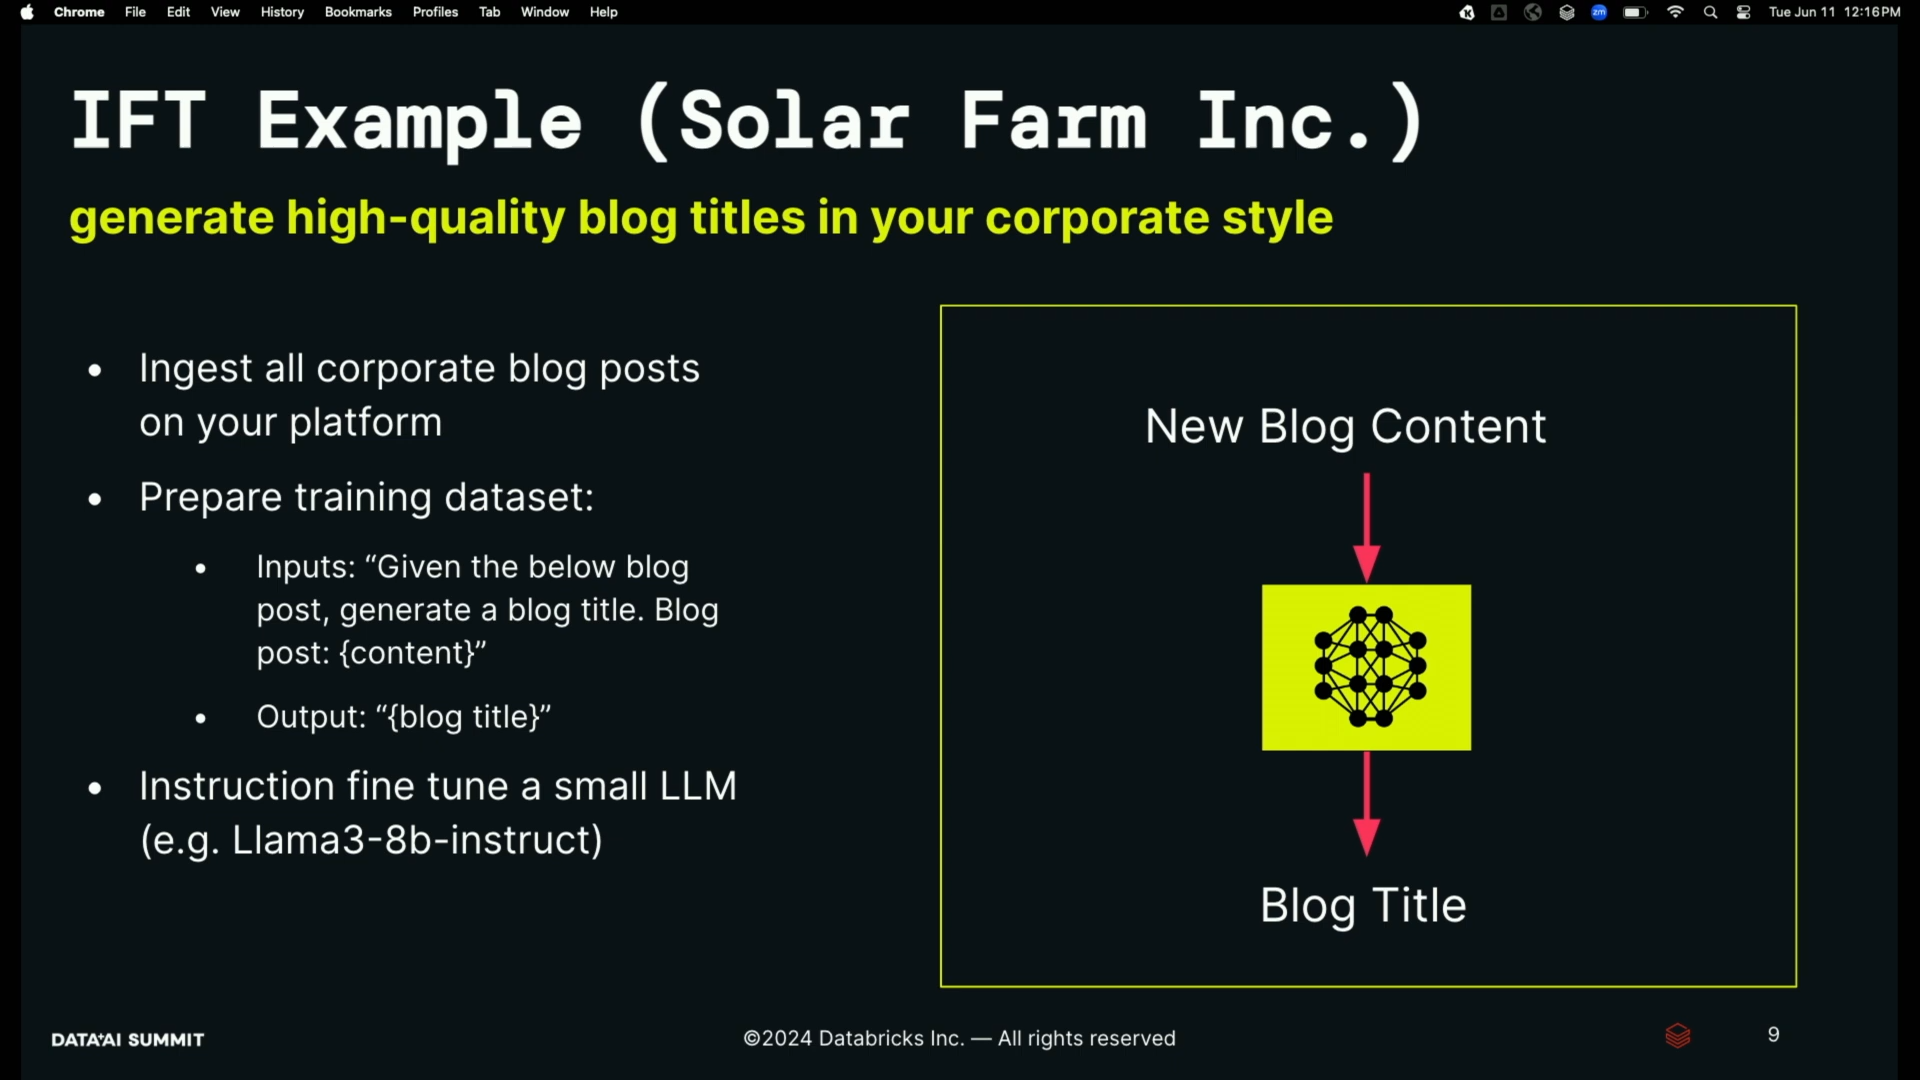 Chrome File Edit View History Bookmarks Profiles Tab Window Help
zm
Tue Jun 11 12:16 PM
IFT Example (Solar Farm Inc.)
generate high-quality blog titles in your corporate style
• Ingest all corporate blog posts
on your platform
• Prepare training dataset:
• Inputs: “Given the below blog
post, generate a blog title. Blog
post: {content}”
• Output: “{blog title}”
• Instruction fine tune a small LLM
(e.g. Llama3-8b-instruct)
New Blog Content
Blog Title
DATA+AI SUMMIT
©2024 Databricks Inc. — All rights reserved
9